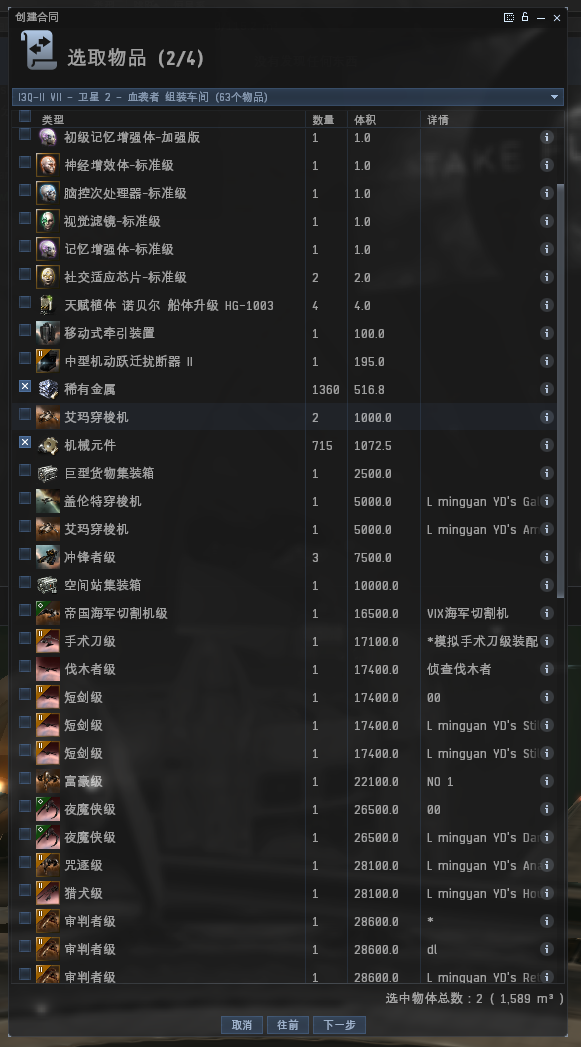 创建合同
选取物品 (2/4)
I3Q-II VII - 卫星 2 - 血袭者 组装车间 (63个物品)
类型 数量 体积 详情
初级记忆增强体-加强版 1 1.0
神经增效体-标准级 1 1.0
脑控次处理器-标准级 1 1.0
视觉滤镜-标准级 1 1.0
记忆增强体-标准级 1 1.0
社交适应芯片-标准级 2 2.0
天赋植体 诺贝尔 船体升级 HG-1003 4 4.0
移动式牵引装置 1 100.0
中型机动跃迁扰断器 II 1 195.0
稀有金属 1360 516.8
艾玛穿梭机 2 1000.0
机械元件 715 1072.5
巨型货物集装箱 1 2500.0
盖伦特穿梭机 1 5000.0 L mingyan YD's Ga
艾玛穿梭机 1 5000.0 L mingyan YD's Am
冲锋者级 3 7500.0
空间站集装箱 1 10000.0
帝国海军切割机级 1 16500.0 VIX海军切割机
手术刀级 1 17100.0 *模拟手术刀级装配
伐木者级 1 17400.0 侦查伐木者
短剑级 1 17400.0 00
短剑级 1 17400.0 L mingyan YD's Sti
短剑级 1 17400.0 L mingyan YD's Sti
富豪级 1 22100.0 NO 1
夜魔侠级 1 26500.0 00
夜魔侠级 1 26500.0 L mingyan YD's Da
咒逐级 1 28100.0 L mingyan YD's Ana
猎犬级 1 28100.0 L mingyan YD's Ho
审判者级 1 28600.0 *
审判者级 1 28600.0 dl
审判者级 1 28600.0 L mingyan YD's Re
选中物体总数：2 ( 1,589 m³ )
取消 往前 下一步